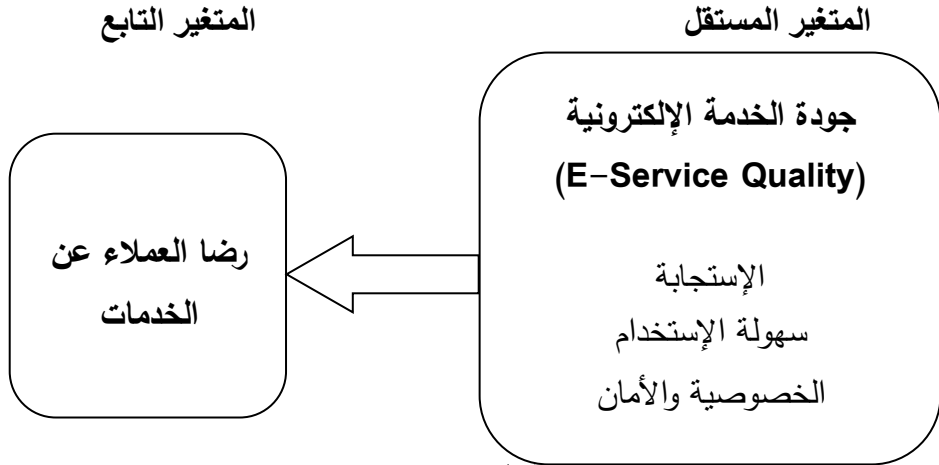 المتغير المستقل
المتغير التابع
جودة الخدمة الإلكترونية
(E-Service Quality)
الإستجابة
سهولة الإستخدام
الخصوصية والأمان
رضا العملاء عن
الخدمات